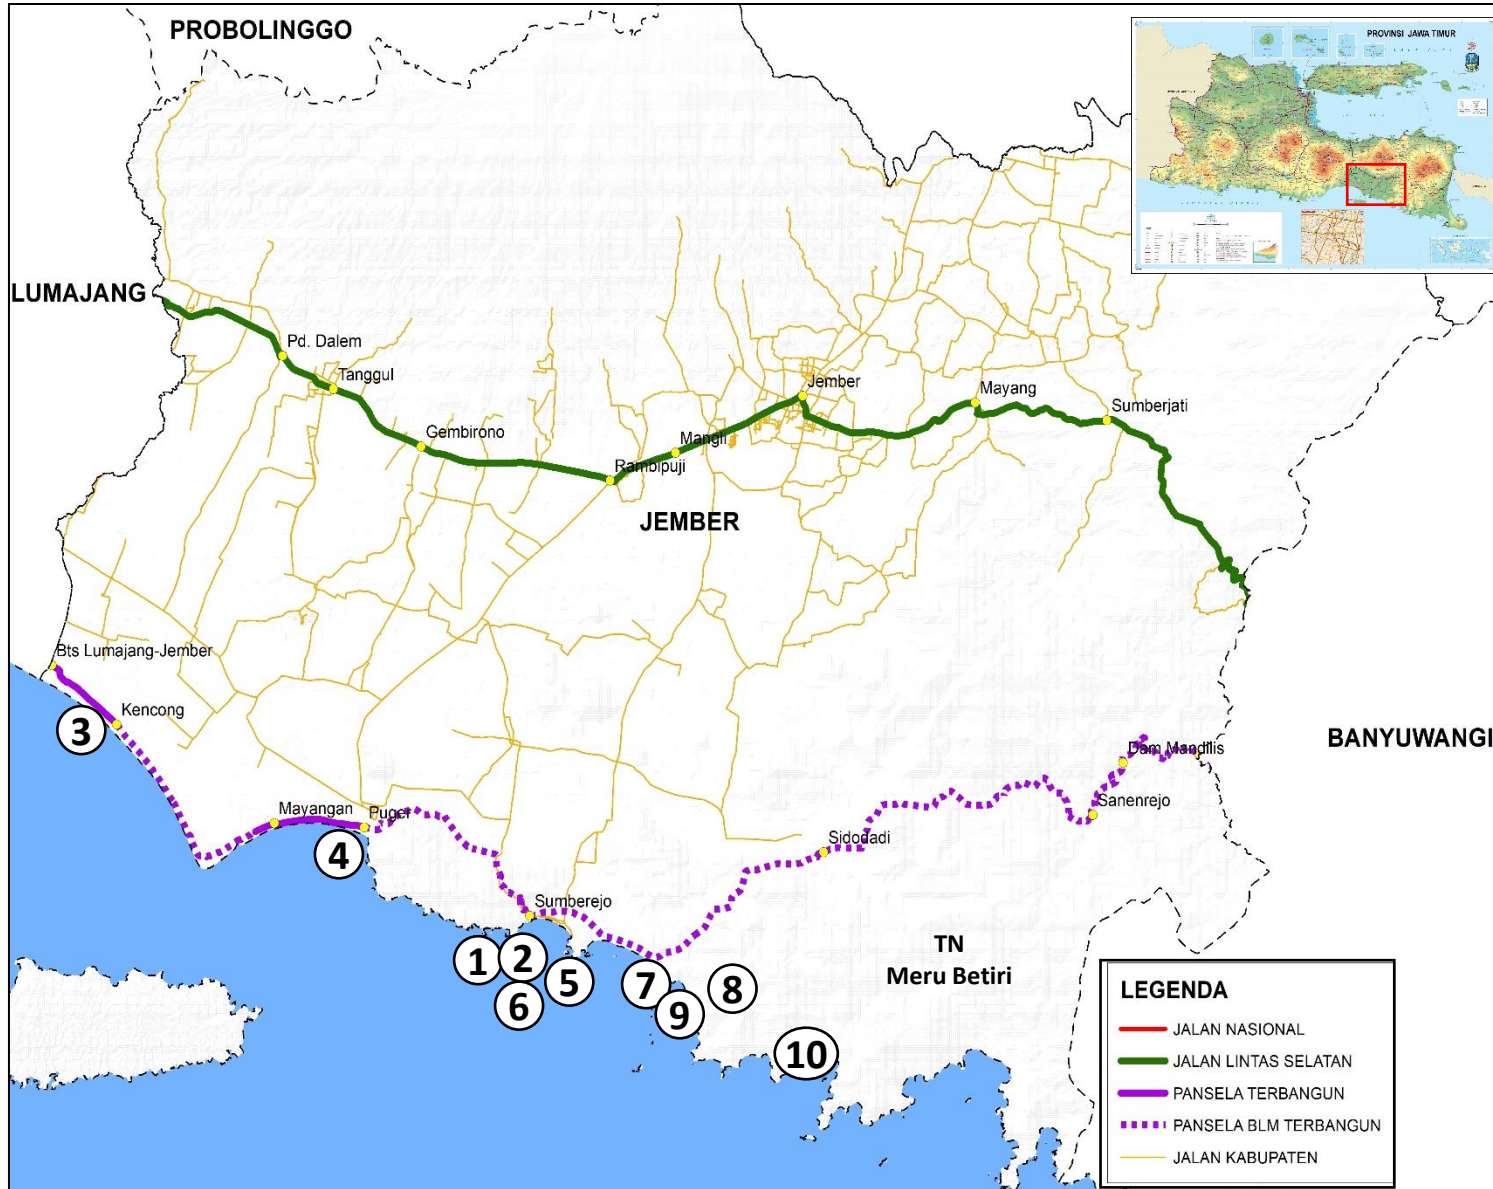 PROBOLINGGO
PROVINSI JAWA TIMUR
LUMAJANG
Pd. Dalem
Tanggul
Jember
Mayang
Sumberjati
Gembirono
Mangli
Rambipuji
JEMBER
Bts Lumajang-Jember
Kencong
3
BANYUWANGI
Dam Mandilis
Sanenrejo
Mayangan
Puger
4
Sidodadi
Sumberejo
TN
Meru Betiri
1
2
5
6
7
8
9
10
LEGENDA
JALAN NASIONAL
JALAN LINTAS SELATAN
PANSELA TERBANGUN
PANSELA BLM TERBANGUN
JALAN KABUPATEN